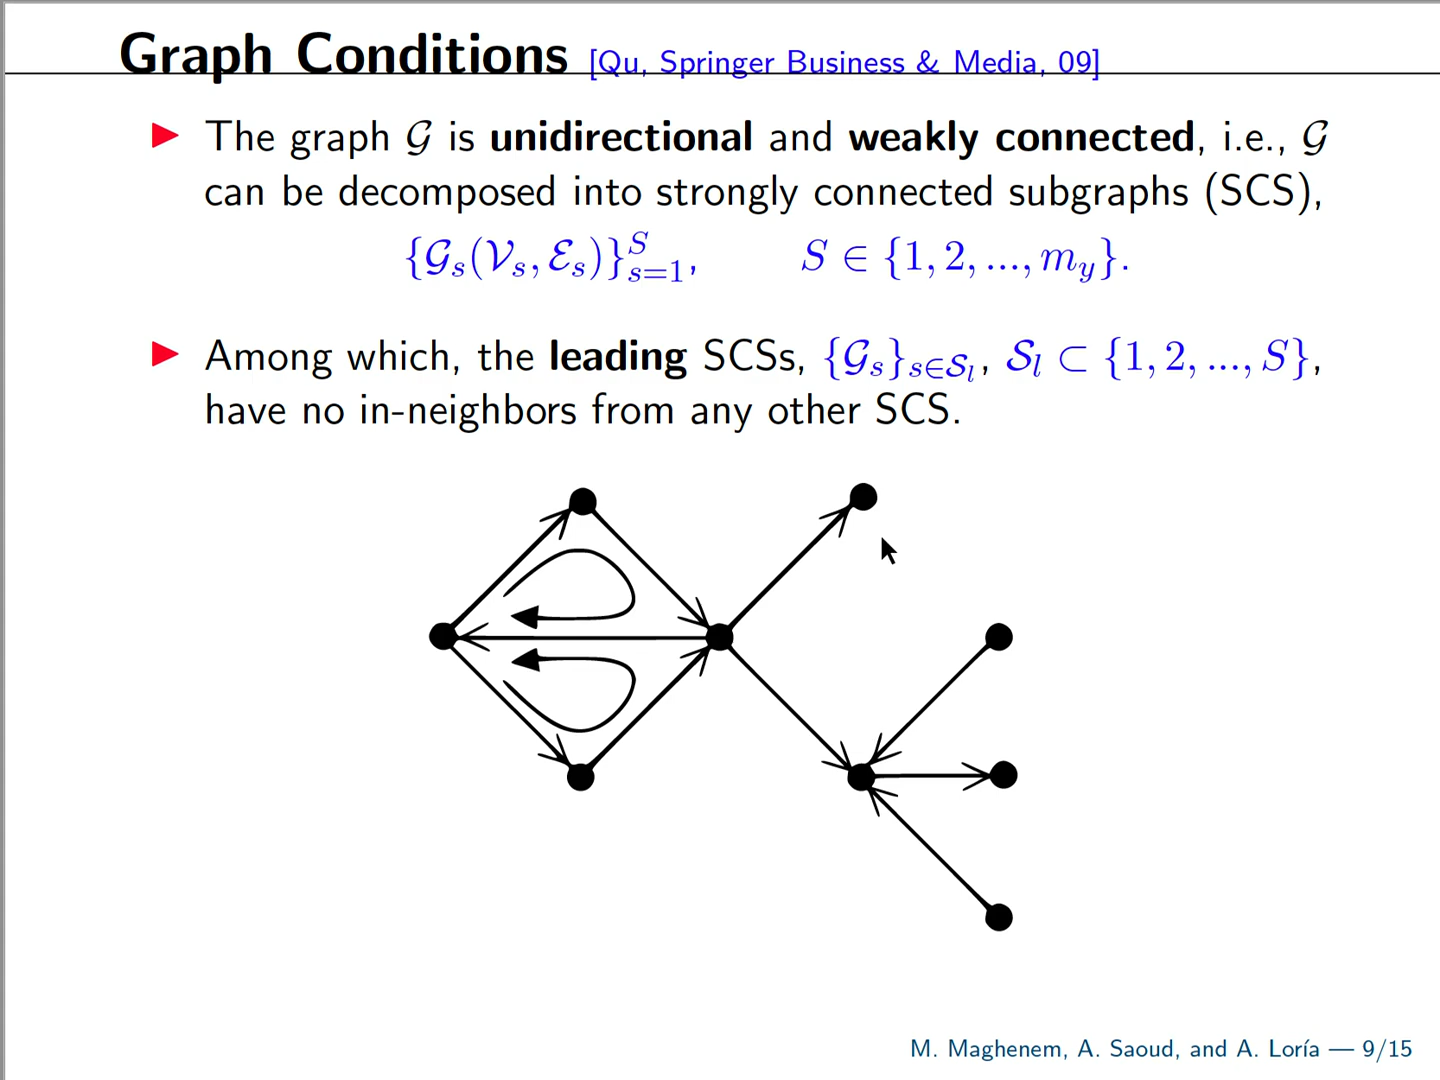 Graph Conditions [Qu, Springer Business & Media, 09]
▶ The graph 𝒢 is unidirectional and weakly connected, i.e., 𝒢
can be decomposed into strongly connected subgraphs (SCS),
{𝒢_s(𝒱_s, ℰ_s)}_{s=1}^S, S ∈ {1, 2, ..., m_y}.
▶ Among which, the leading SCSs, {𝒢_s}_{s∈𝒮_l}, 𝒮_l ⊂ {1, 2, ..., S},
have no in-neighbors from any other SCS.
M. Maghenem, A. Saoud, and A. Loría — 9/15